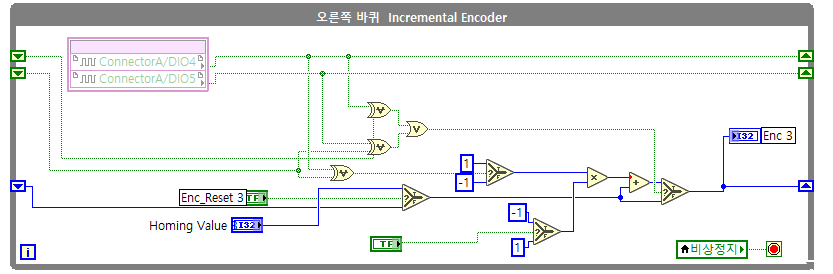 오른쪽 바퀴 Incremental Encoder
ConnectorA/DIO4
ConnectorA/DIO5
I32
Enc 3
1
-1
Enc_Reset 3
TF
Homing Value
I32
-1
1
TF
비상정지
i